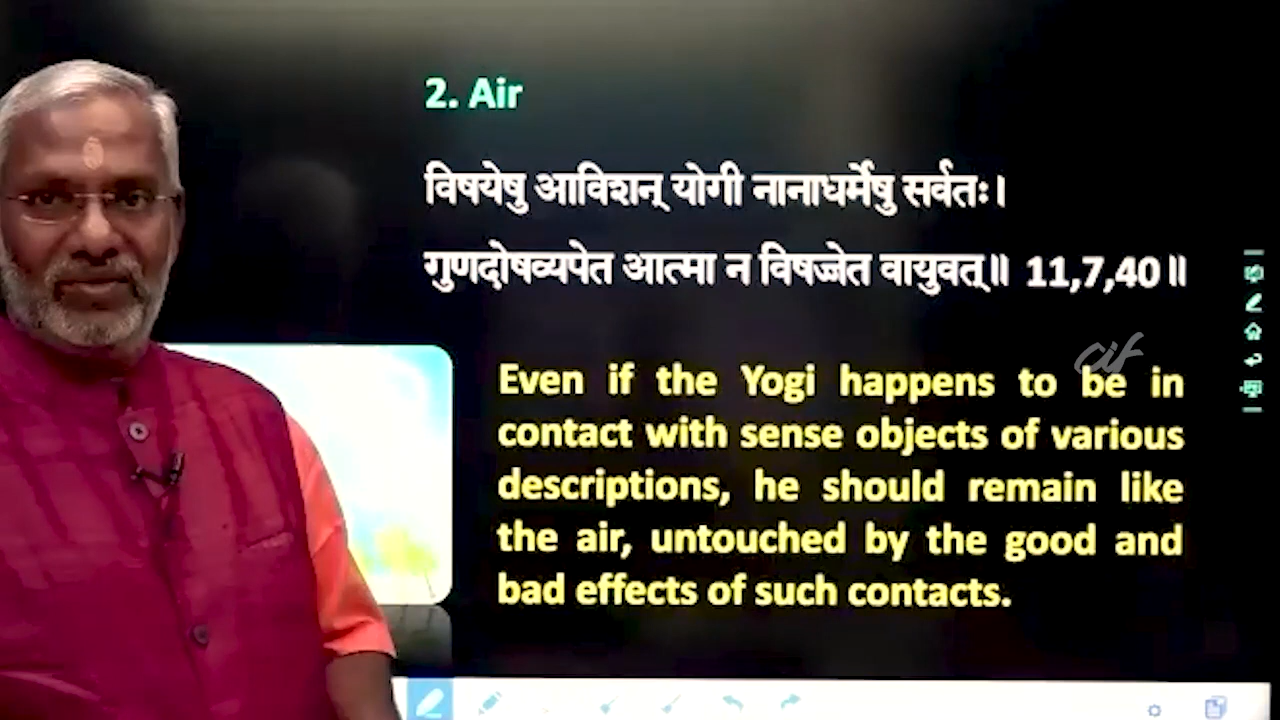 2. Air
विषयेषु आविशन् योगी नानाधर्मेषु सर्वतः।
गुणदोषव्यपेत आत्मा न विषज्जेत वायुवत्॥ 11,7,40॥
cif
Even if the Yogi happens to be in
contact with sense objects of various
descriptions, he should remain like
the air, untouched by the good and
bad effects of such contacts.